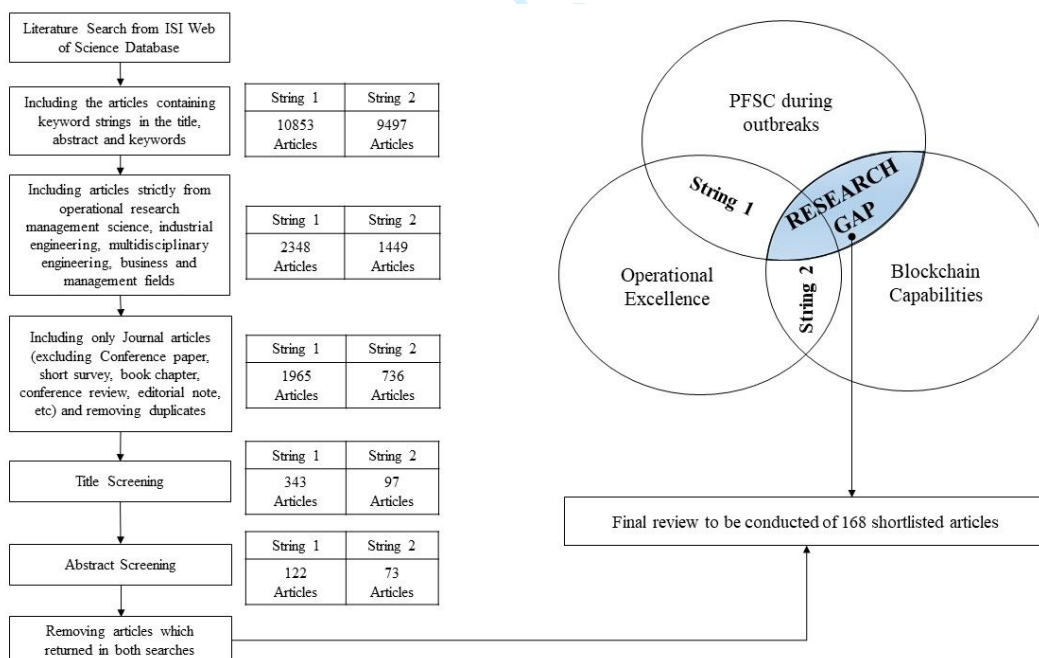 Literature Search from ISI Web
of Science Database
Including the articles containing
keyword strings in the title,
abstract and keywords
String 1 String 2
10853 9497
Articles Articles
Including articles strictly from
operational research
management science, industrial
engineering, multidisciplinary
engineering, business and
management fields
String 1 String 2
2348 1449
Articles Articles
Including only Journal articles
(excluding Conference paper,
short survey, book chapter,
conference review, editorial note,
etc) and removing duplicates
String 1 String 2
1965 736
Articles Articles
Title Screening
String 1 String 2
343 97
Articles Articles
Abstract Screening
String 1 String 2
122 73
Articles Articles
Removing articles which
returned in both searches
PFSC during
outbreaks
String 1
RESEARCH
GAP
Operational
Excellence
String 2
Blockchain
Capabilities
Final review to be conducted of 168 shortlisted articles